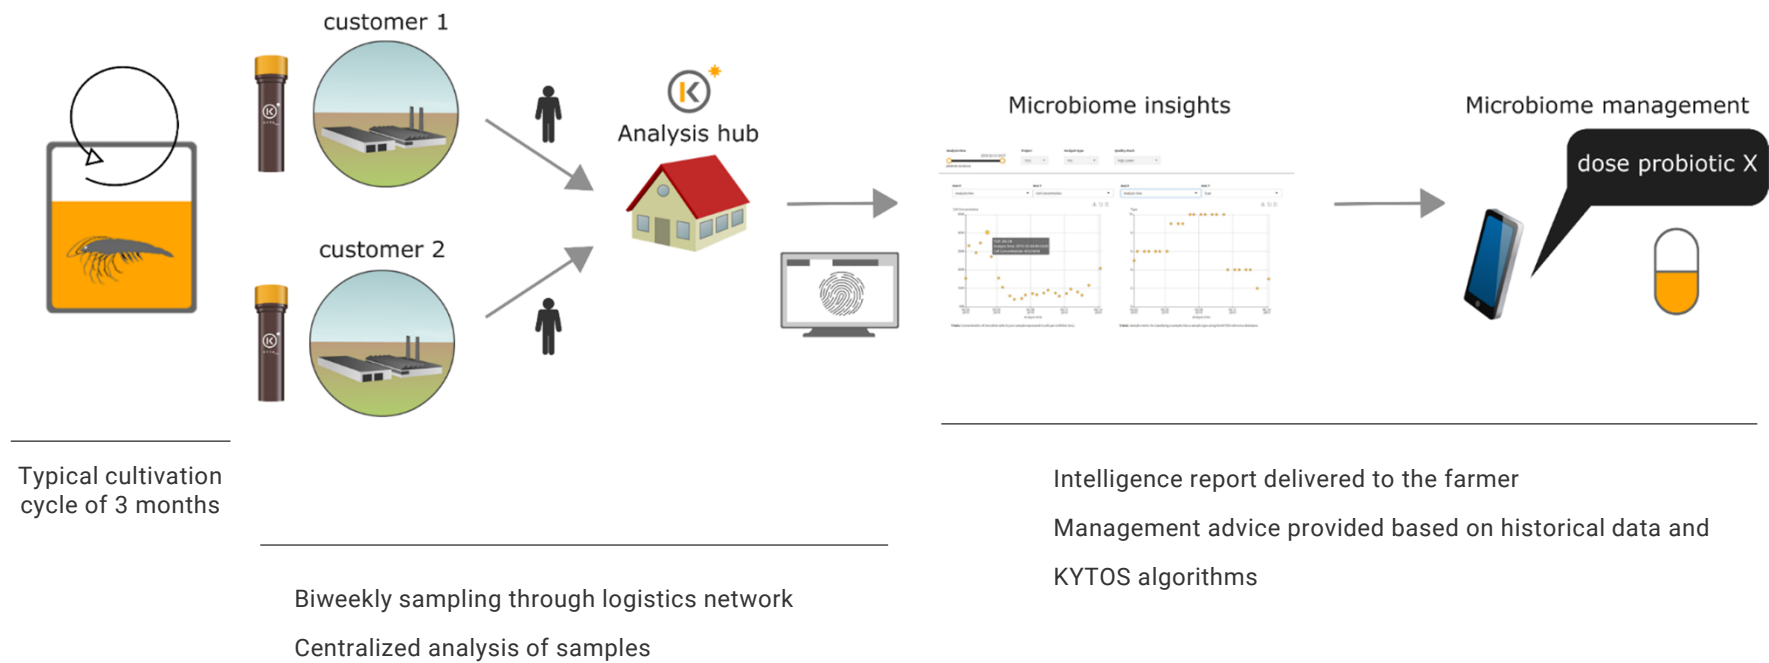 customer 1
customer 2
Analysis hub
Microbiome insights
Microbiome management
dose probiotic X
Typical cultivation
cycle of 3 months
Biweekly sampling through logistics network
Centralized analysis of samples
Intelligence report delivered to the farmer
Management advice provided based on historical data and
KYTOS algorithms